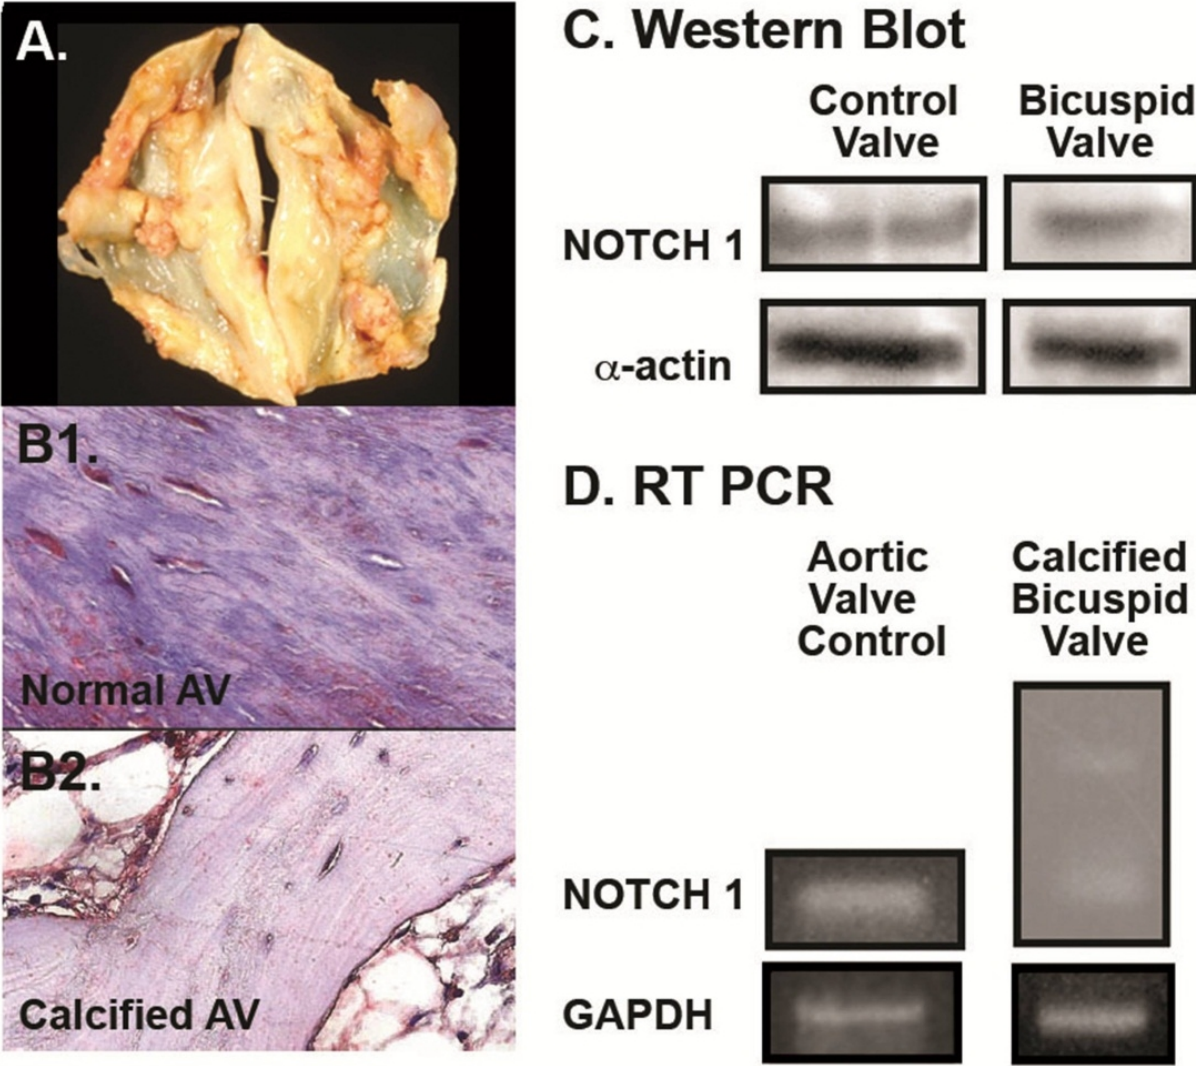 A.
B1.
Normal AV
B2.
Calcified AV
C. Western Blot
Control
Valve
Bicuspid
Valve
NOTCH 1
α-actin
D. RT PCR
Aortic
Valve
Control
Calcified
Bicuspid
Valve
NOTCH 1
GAPDH